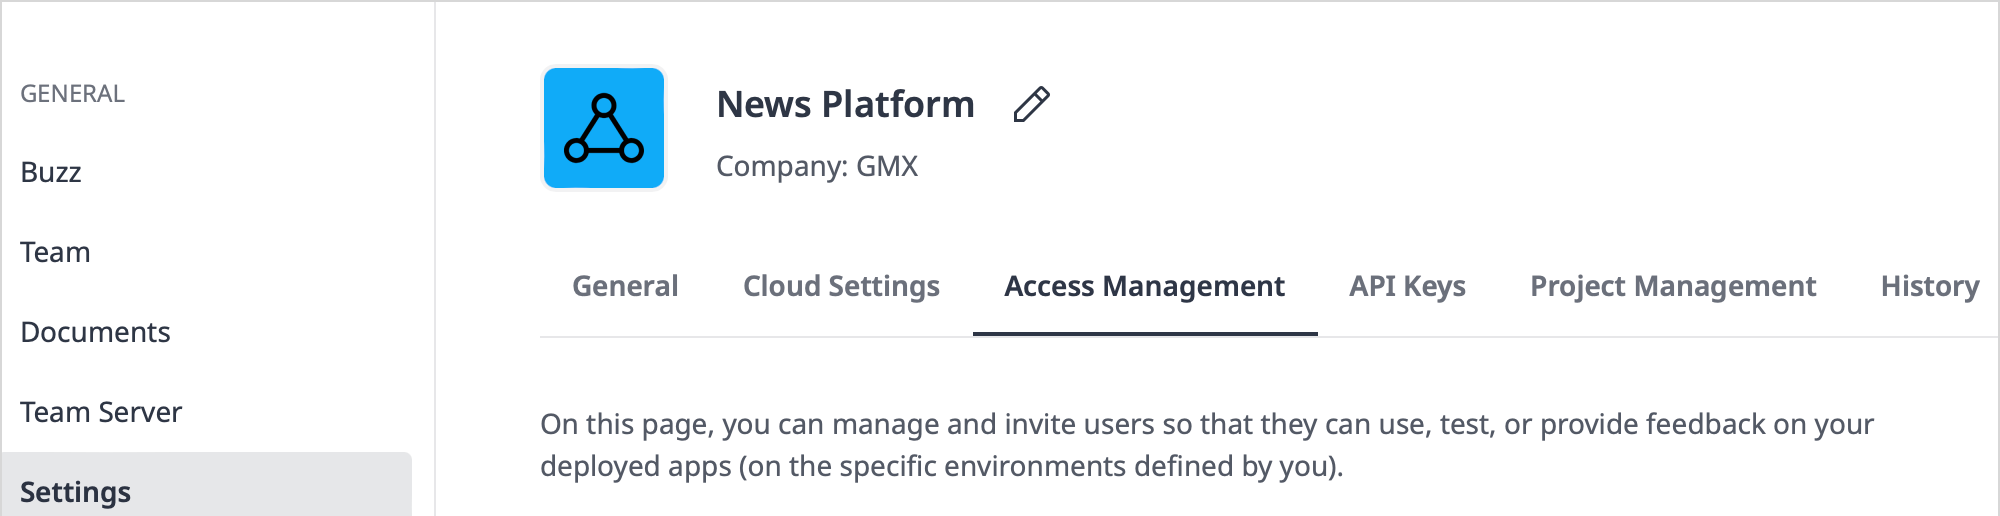 GENERAL
Buzz
Team
Documents
Team Server
Settings
News Platform
Company: GMX
General
Cloud Settings
Access Management
API Keys
Project Management
History
On this page, you can manage and invite users so that they can use, test, or provide feedback on your
deployed apps (on the specific environments defined by you).